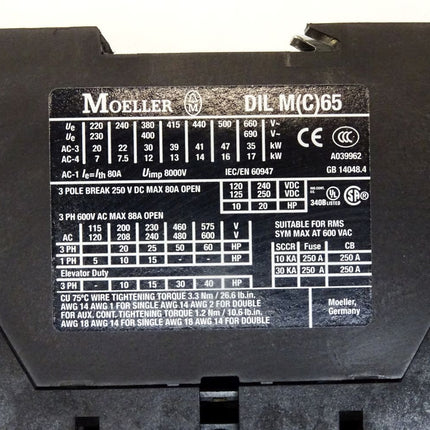 MOELLER DIL M(C)65
Ue 220 240 380 415 440 500 660 V~
Ue 230 400 690 V~
AC-3 20 22 30 39 41 47 35 kW
AC-4 7 7.5 12 13 14 16 17 kW
AC-1 Ie=Ith 80A Uimp 8000V IEC/EN 60947
CE CCC
A039962
GB 14048.4
3 POLE BREAK 250 V DC MAX 80A OPEN
120 240 VDC
125 250 VDC
10 20 HP
340B LISTED
3 PH 600V AC MAX 88A OPEN
115 200 230 460 575 V
AC 120 208 240 480 600 V
3 PH - 20 25 50 60 HP
1 PH 5 10 15 - - HP
Elevator Duty
3 PH - 10 15 30 40 HP
SUITABLE FOR RMS
SYM MAX AT 600 VAC
SCCR Fuse CB
10 KA 250 A 250 A
30 KA 250 A 250 A
CU 75°C WIRE TIGHTENING TORQUE 3.3 Nm / 26.6 lb.in.
AWG 14 AWG 1 FOR SINGLE AWG 14 AWG 2 FOR DOUBLE
FOR AUX. CONT. TIGHTENING TORQUE 1.2 Nm / 10.6 lb.in.
AWG 18 AWG 14 FOR SINGLE AWG 18 AWG 14 FOR DOUBLE
Moeller,
Germany